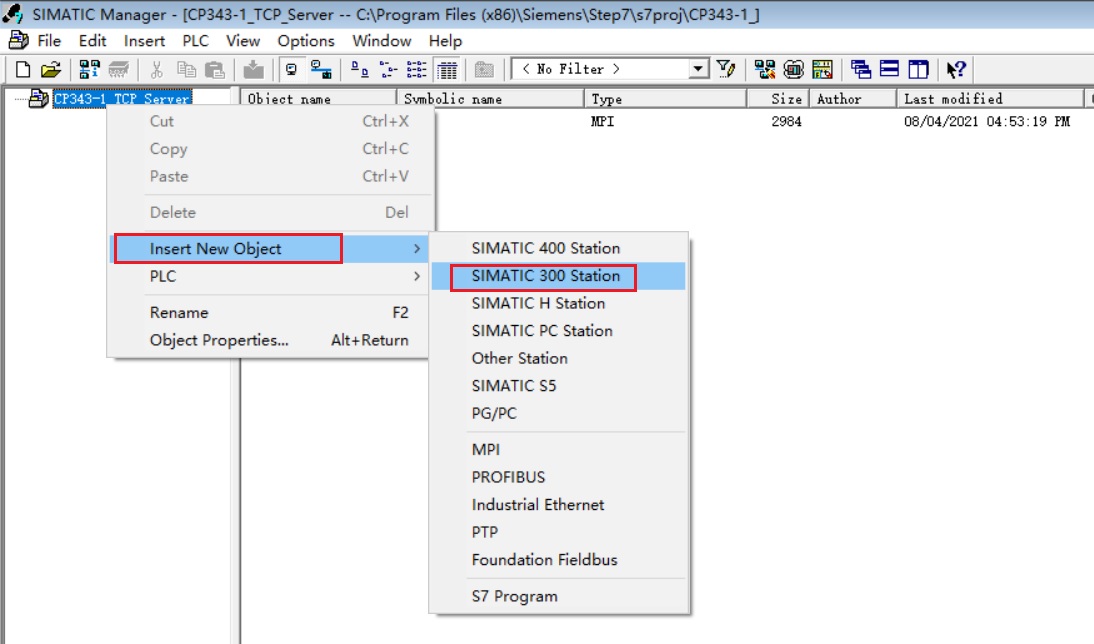 SIMATIC Manager - [CP343-1_TCP_Server -- C:\Program Files (x86)\Siemens\Step7\s7proj\CP343-1_]
File Edit Insert PLC View Options Window Help
< No Filter >
CP343-1_TCP_Server
Object name Symbolic name Type Size Author Last modified
MPI 2984 08/04/2021 04:53:19 PM
Cut Ctrl+X
Copy Ctrl+C
Paste Ctrl+V
Delete Del
Insert New Object >
PLC >
Rename F2
Object Properties... Alt+Return
SIMATIC 400 Station
SIMATIC 300 Station
SIMATIC H Station
SIMATIC PC Station
Other Station
SIMATIC S5
PG/PC
MPI
PROFIBUS
Industrial Ethernet
PTP
Foundation Fieldbus
S7 Program